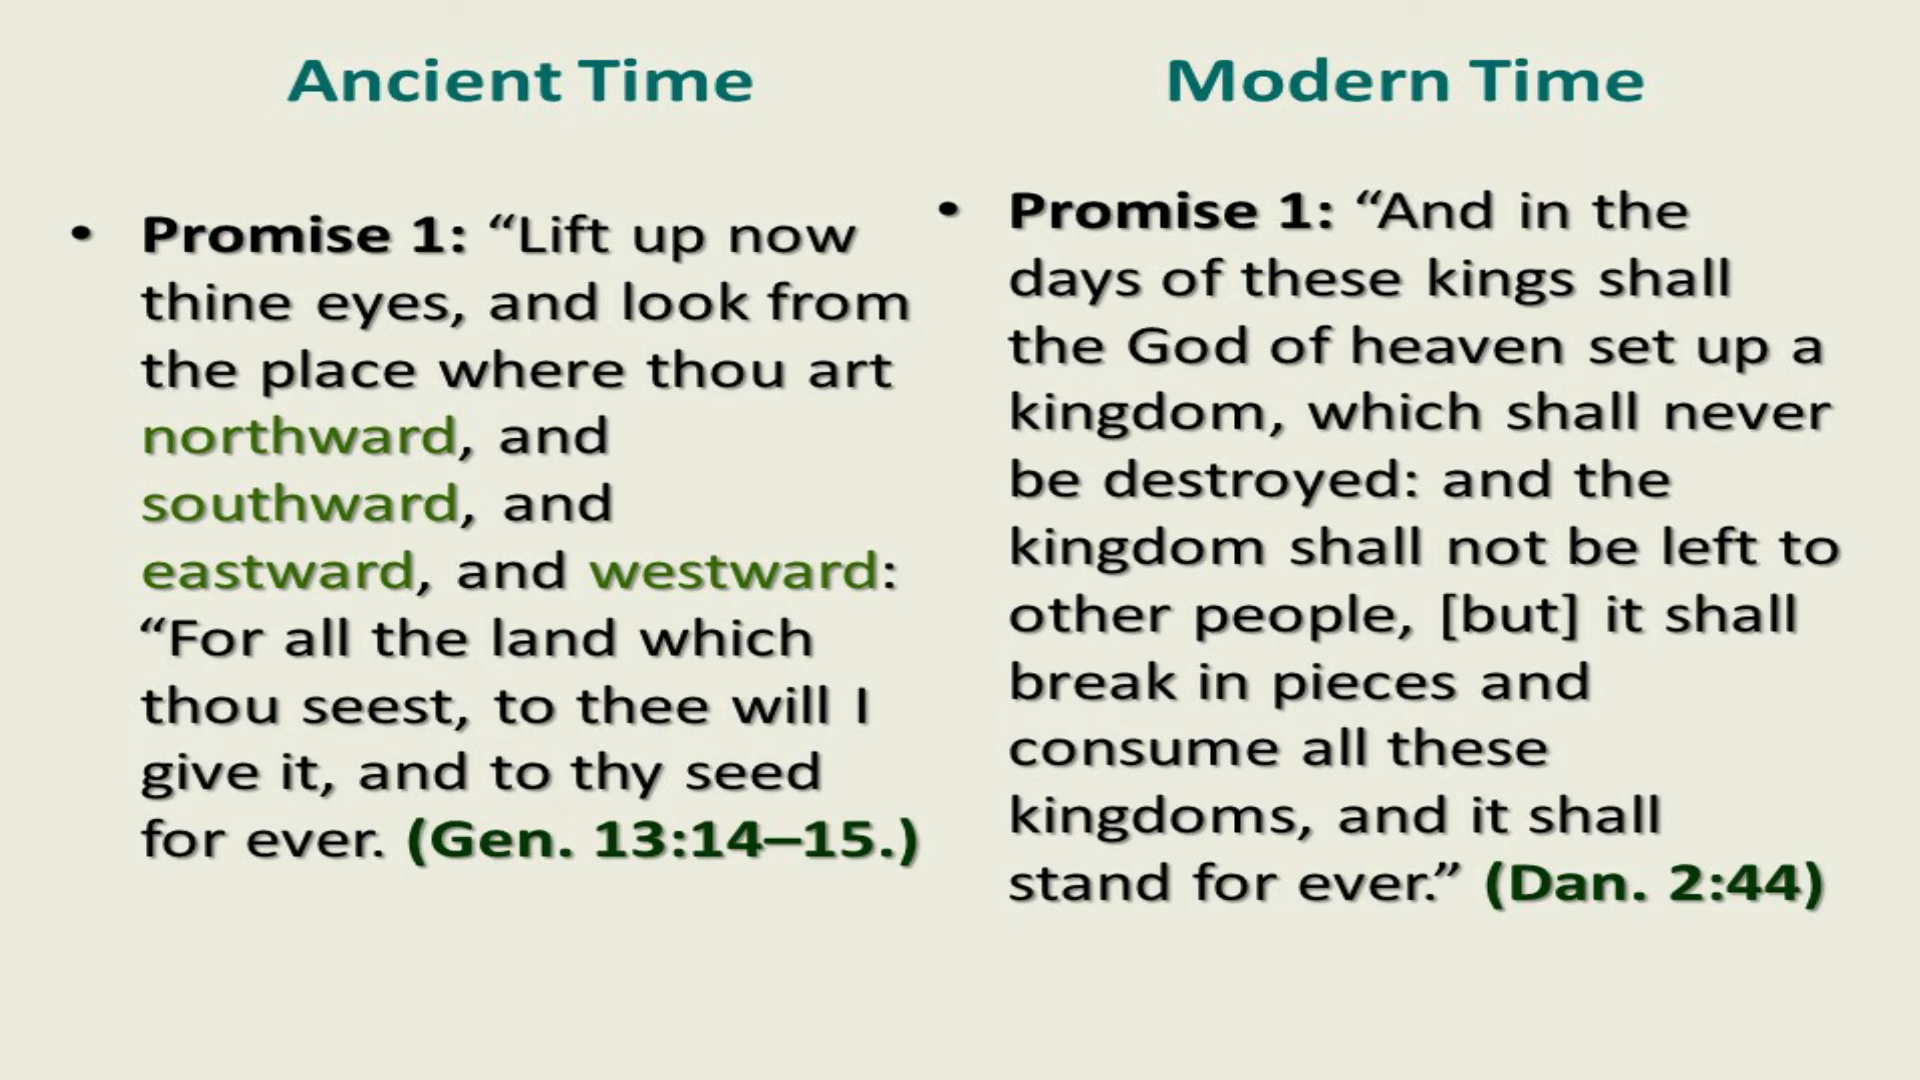 Ancient Time
• Promise 1: “Lift up now
thine eyes, and look from
the place where thou art
northward, and
southward, and
eastward, and westward:
“For all the land which
thou seest, to thee will I
give it, and to thy seed
for ever. (Gen. 13:14–15.)
Modern Time
• Promise 1: “And in the
days of these kings shall
the God of heaven set up a
kingdom, which shall never
be destroyed: and the
kingdom shall not be left to
other people, [but] it shall
break in pieces and
consume all these
kingdoms, and it shall
stand for ever.” (Dan. 2:44)